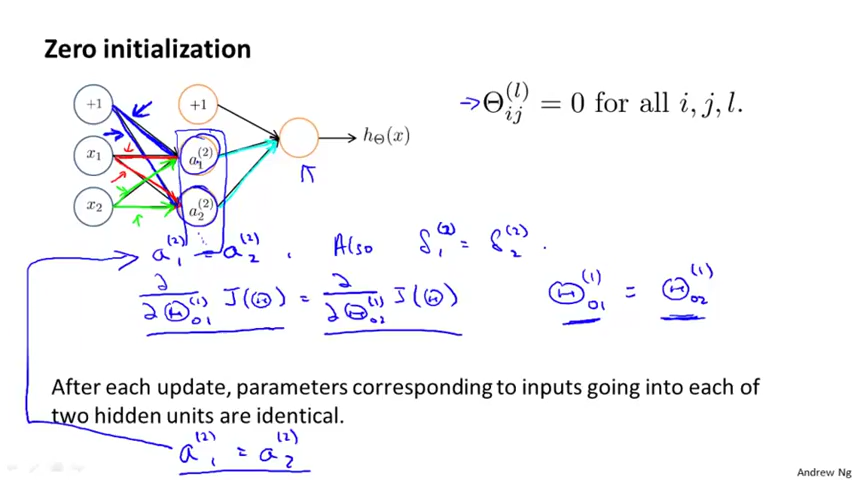 Zero initialization
+1
+1
x₁
a₁⁽²⁾
h_Θ(x)
x₂
a₂⁽²⁾
→ Θᵢⱼ⁽ˡ⁾ = 0 for all i, j, l.
a₁⁽²⁾ = a₂⁽²⁾. Also δ₁⁽²⁾ = δ₂⁽²⁾.
∂/∂Θ₀₁⁽¹⁾ J(Θ) = ∂/∂Θ₀₂⁽¹⁾ J(Θ) Θ₀₁⁽¹⁾ = Θ₀₂⁽¹⁾
After each update, parameters corresponding to inputs going into each of
two hidden units are identical.
a₁⁽²⁾ = a₂⁽²⁾
Andrew Ng